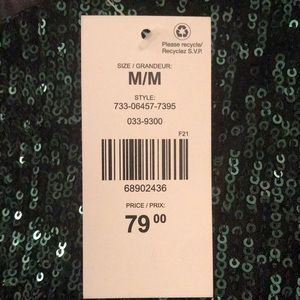 Please recycle/
Recyclez S.V.P.
SIZE / GRANDEUR:
M/M
STYLE:
733-06457-7395
033-9300
F21
68902436
PRICE / PRIX:
79 00